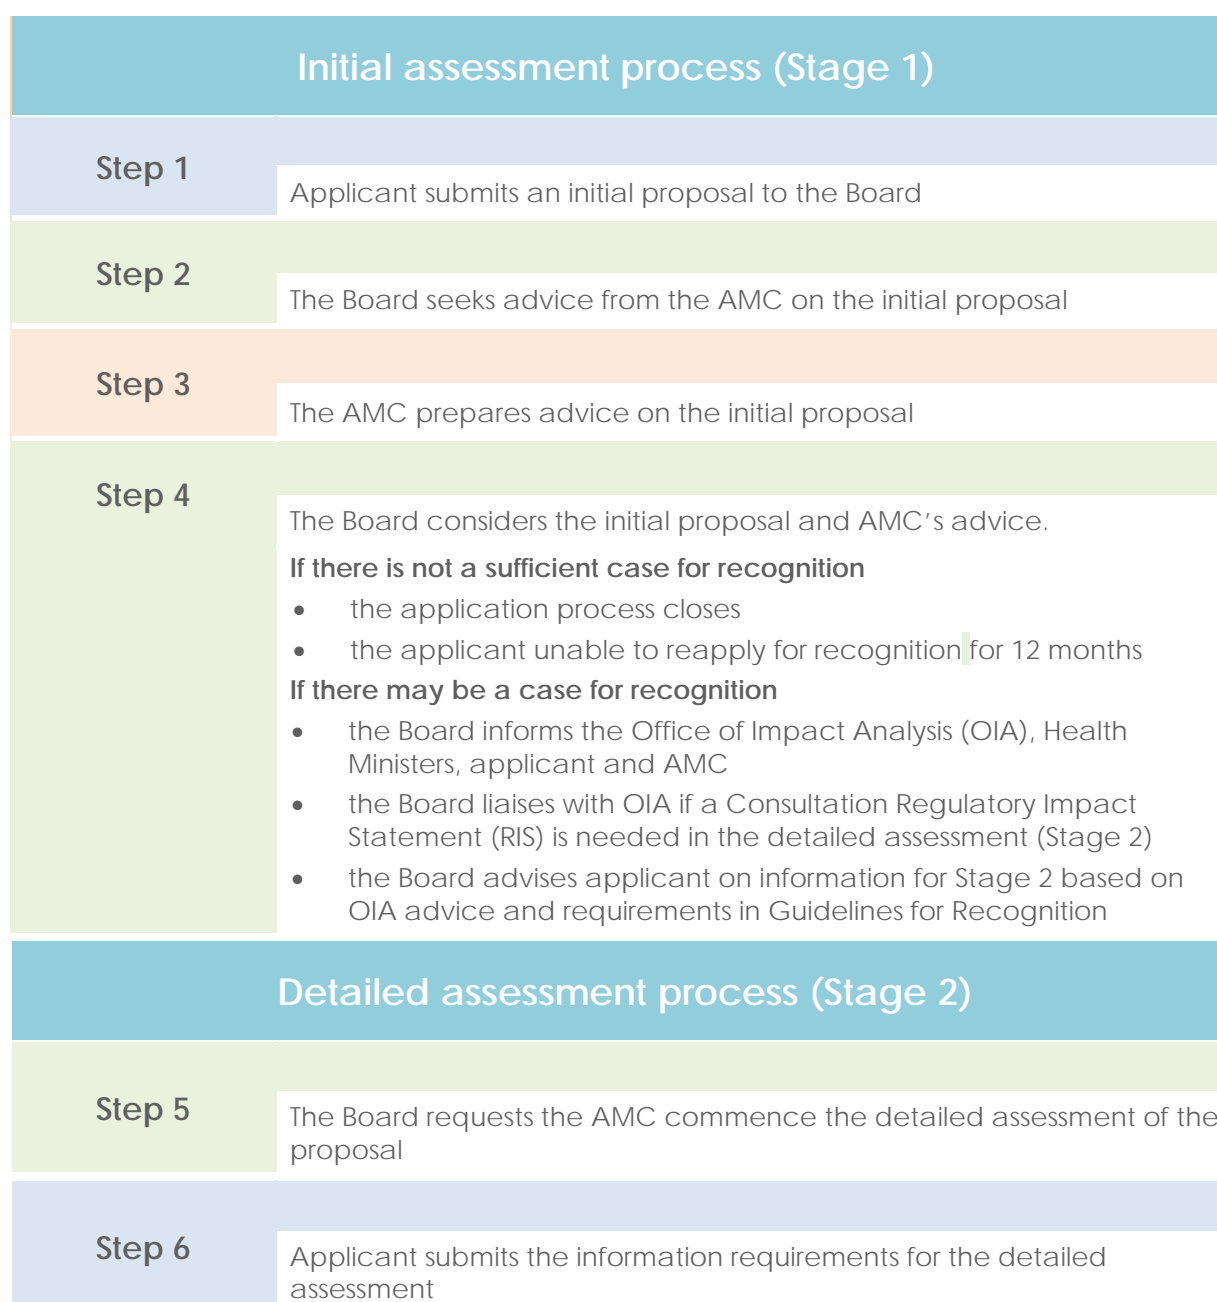 Initial assessment process (Stage 1)
Step 1
Applicant submits an initial proposal to the Board
Step 2
The Board seeks advice from the AMC on the initial proposal
Step 3
The AMC prepares advice on the initial proposal
Step 4
The Board considers the initial proposal and AMC's advice.
If there is not a sufficient case for recognition
• the application process closes
• the applicant unable to reapply for recognition for 12 months
If there may be a case for recognition
• the Board informs the Office of Impact Analysis (OIA), Health
Ministers, applicant and AMC
• the Board liaises with OIA if a Consultation Regulatory Impact
Statement (RIS) is needed in the detailed assessment (Stage 2)
• the Board advises applicant on information for Stage 2 based on
OIA advice and requirements in Guidelines for Recognition
Detailed assessment process (Stage 2)
Step 5
The Board requests the AMC commence the detailed assessment of the
proposal
Step 6
Applicant submits the information requirements for the detailed
assessment